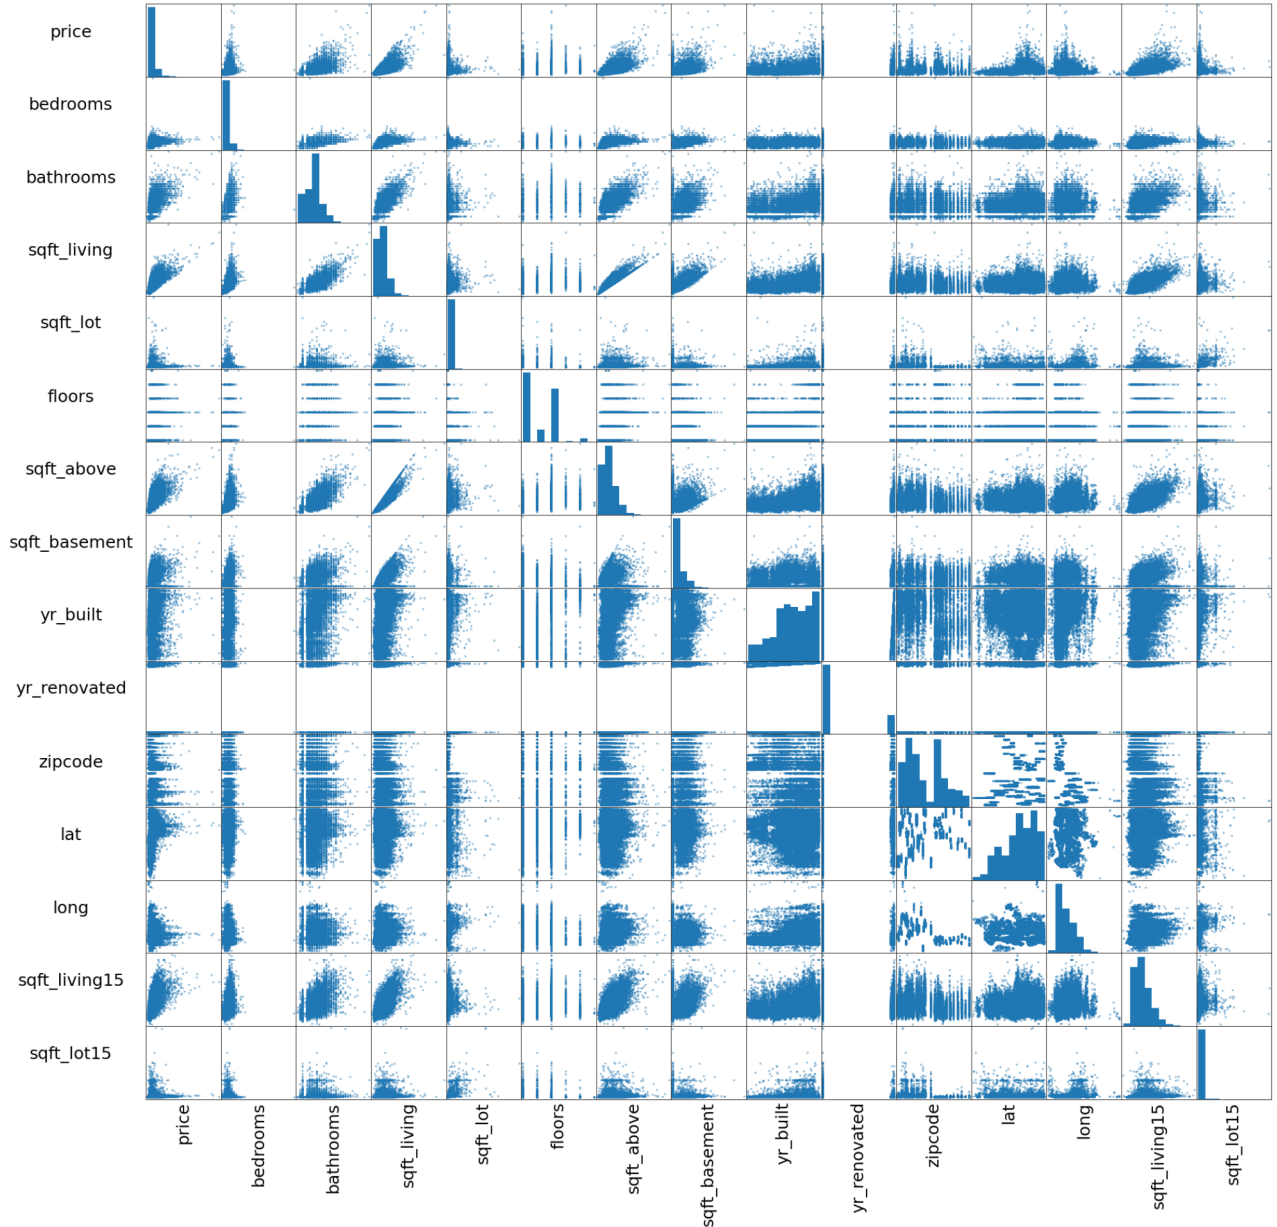 price
bedrooms
bathrooms
sqft_living
sqft_lot
floors
sqft_above
sqft_basement
yr_built
yr_renovated
zipcode
lat
long
sqft_living15
sqft_lot15
price
bedrooms
bathrooms
sqft_living
sqft_lot
floors
sqft_above
sqft_basement
yr_built
yr_renovated
zipcode
lat
long
sqft_living15
sqft_lot15